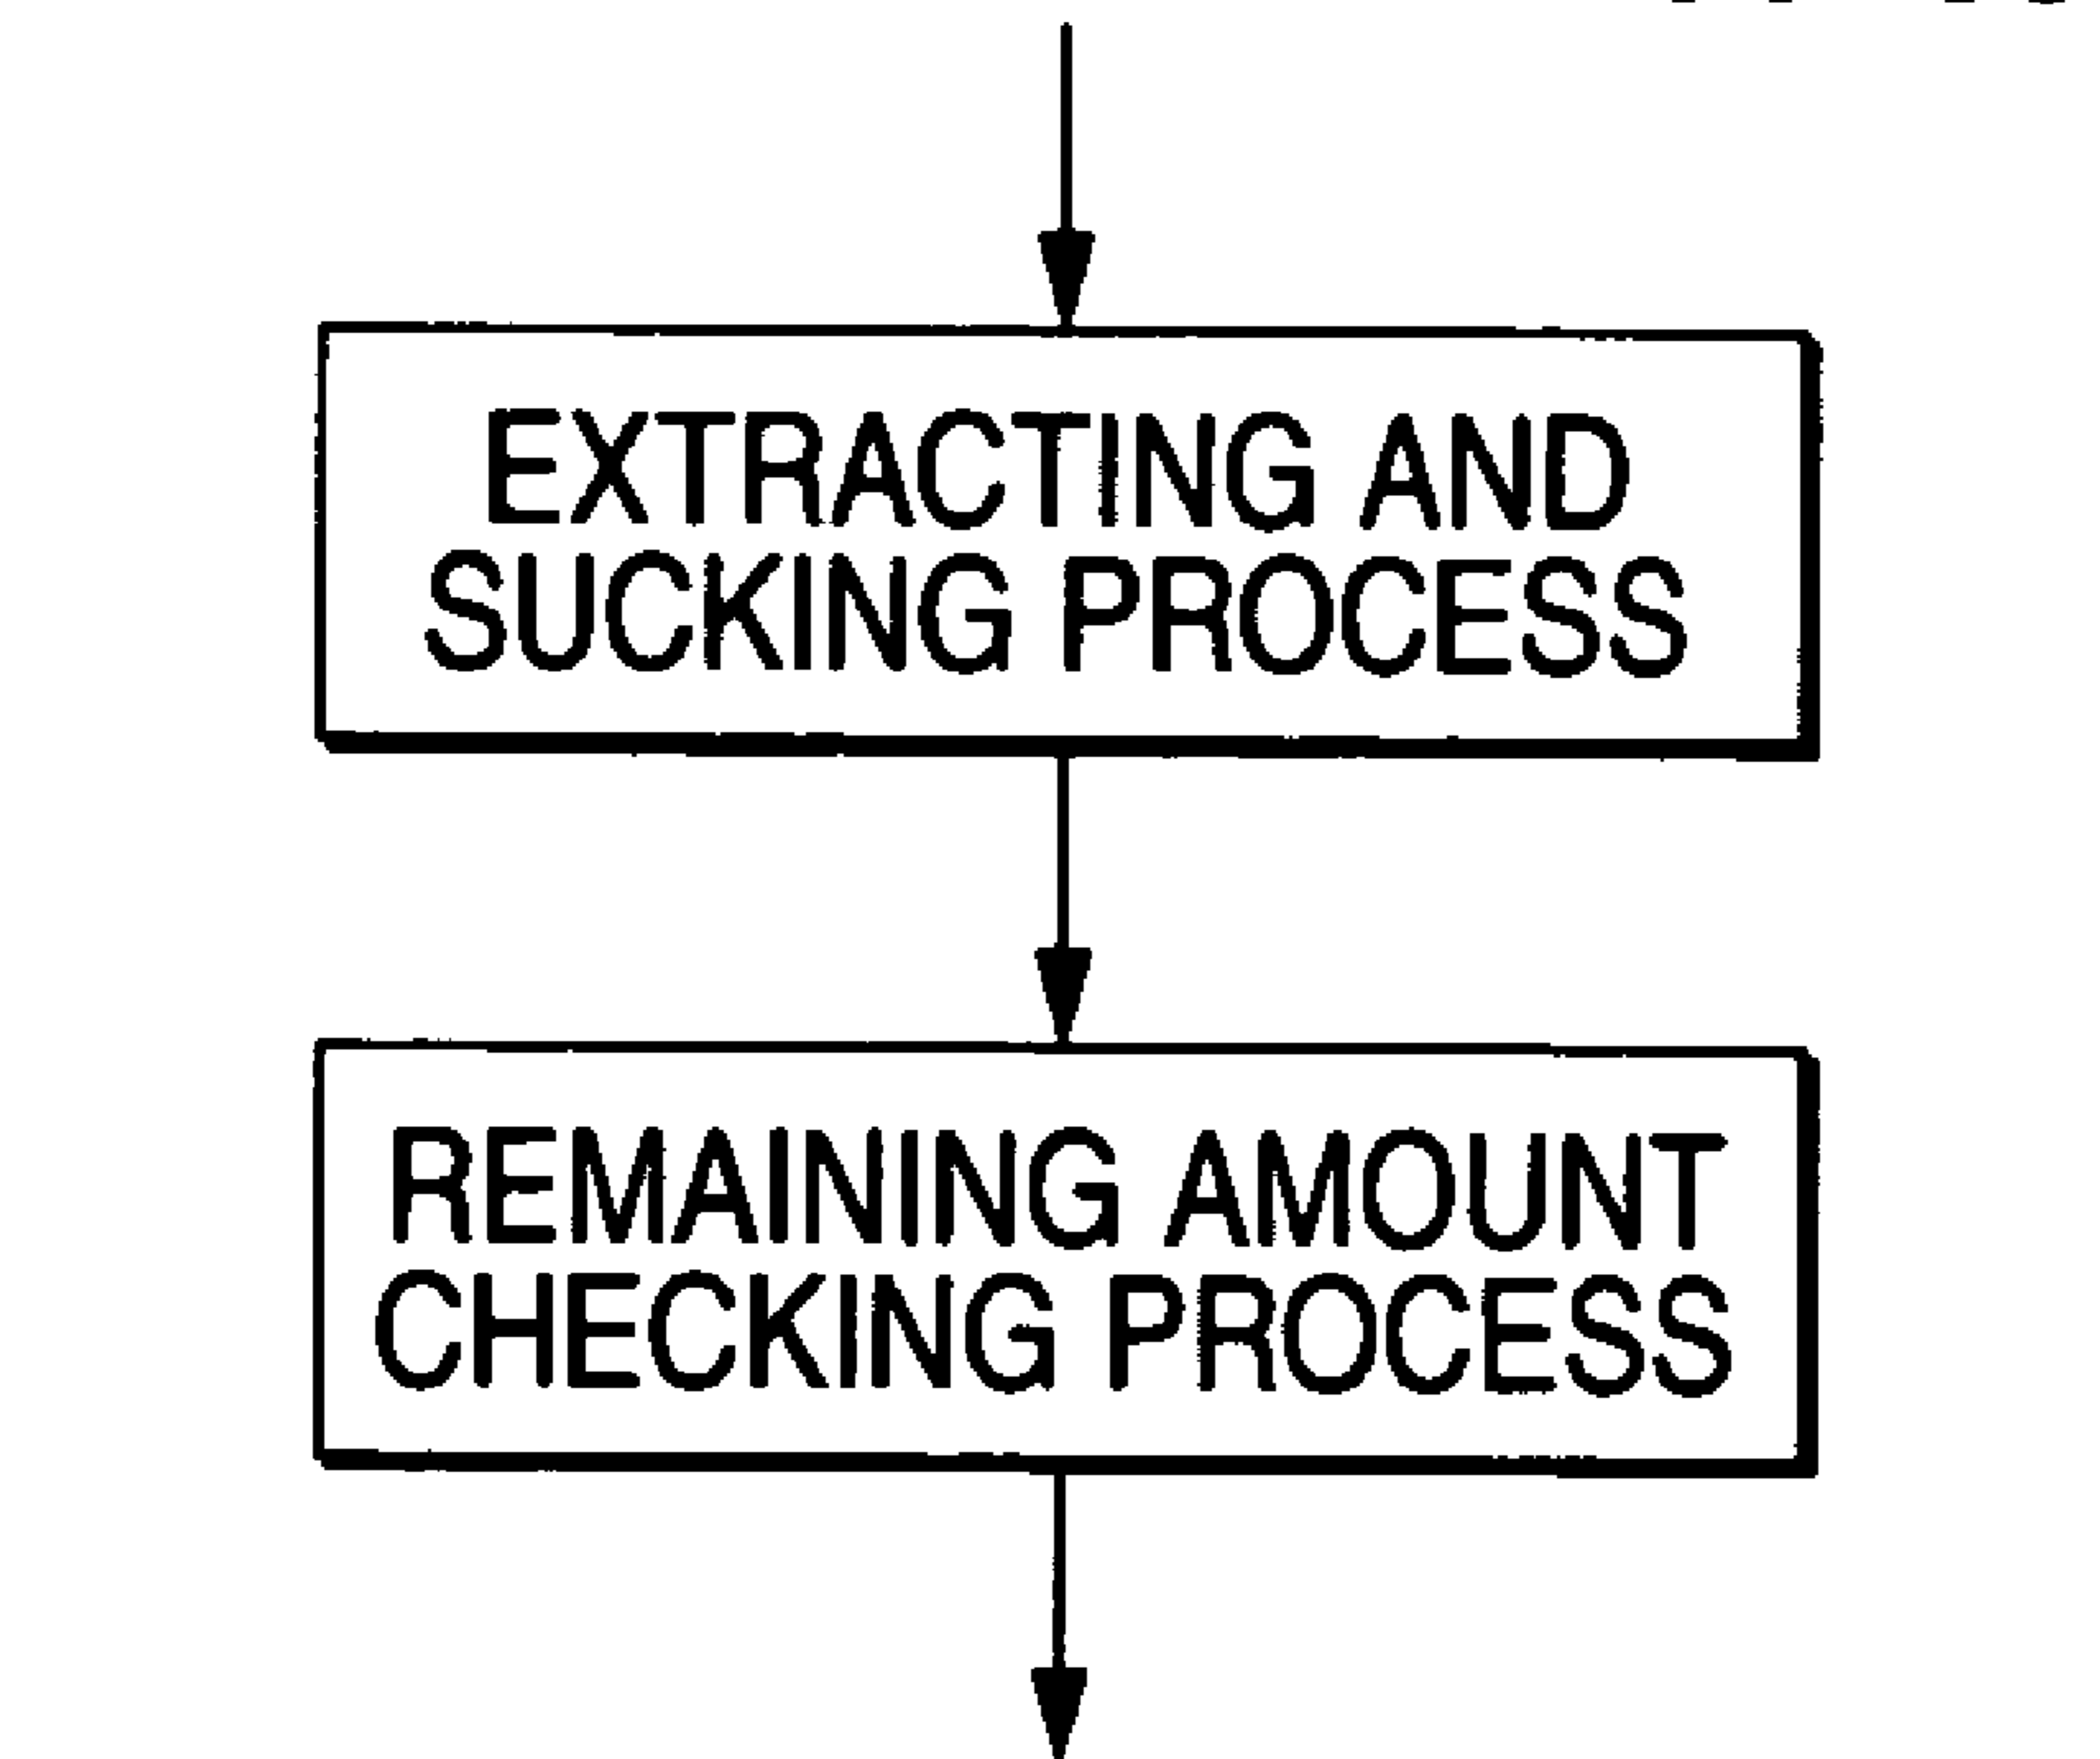 EXTRACTING AND
SUCKING PROCESS
REMAINING AMOUNT
CHECKING PROCESS